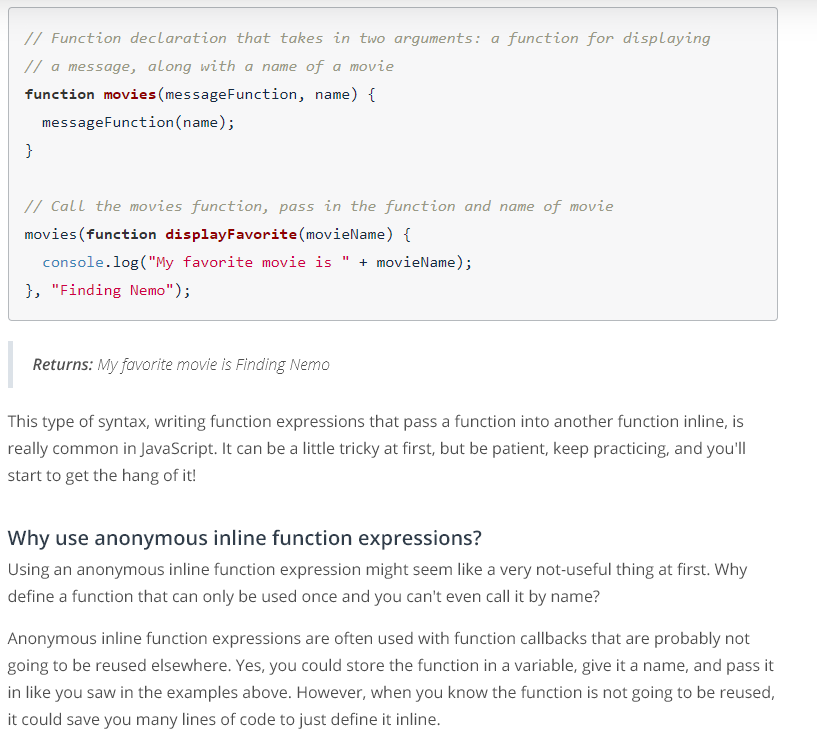 // Function declaration that takes in two arguments: a function for displaying
// a message, along with a name of a movie
function movies(messageFunction, name) {
  messageFunction(name);
}
// Call the movies function, pass in the function and name of movie
movies(function displayFavorite(movieName) {
  console.log("My favorite movie is " + movieName);
}, "Finding Nemo");
Returns: My favorite movie is Finding Nemo
This type of syntax, writing function expressions that pass a function into another function inline, is
really common in JavaScript. It can be a little tricky at first, but be patient, keep practicing, and you'll
start to get the hang of it!
Why use anonymous inline function expressions?
Using an anonymous inline function expression might seem like a very not-useful thing at first. Why
define a function that can only be used once and you can't even call it by name?
Anonymous inline function expressions are often used with function callbacks that are probably not
going to be reused elsewhere. Yes, you could store the function in a variable, give it a name, and pass it
in like you saw in the examples above. However, when you know the function is not going to be reused,
it could save you many lines of code to just define it inline.